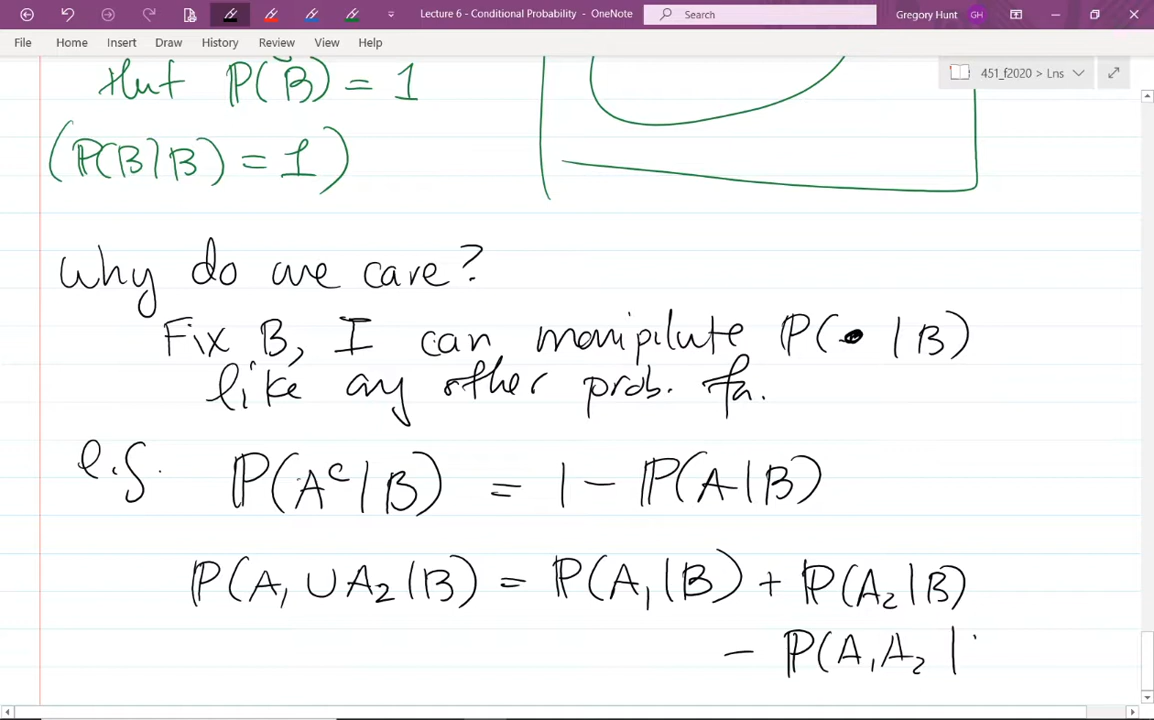 Lecture 6 - Conditional Probability - OneNote
Search
Gregory Hunt GH
File Home Insert Draw History Review View Help
451_f2020 > Lns
that P(B) = 1
(P(B|B) = 1)
Why do we care?
Fix B, I can manipulate P(• | B)
like any other prob. fn.
e.g. P(Aᶜ|B) = 1 - P(A|B)
P(A₁ ∪ A₂|B) = P(A₁|B) + P(A₂|B)
- P(A₁A₂ |